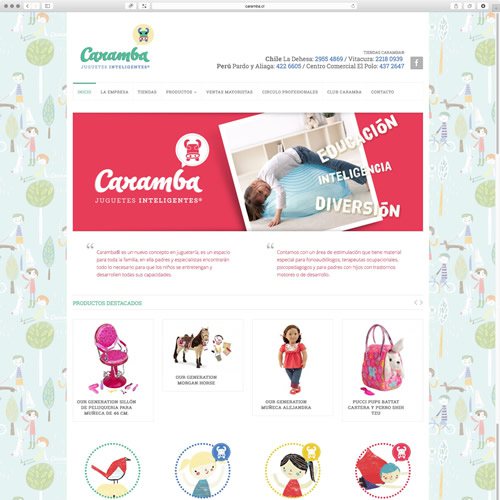 caramba.cl
Caramba
JUGUETES INTELIGENTES®
TIENDAS CARAMBA®
Chile La Dehesa: 2955 4869 / Vitacura: 2218 0939
Perú Pardo y Aliaga: 422 6605 / Centro Comercial El Polo: 437 2647
f
INICIO LA EMPRESA TIENDAS PRODUCTOS VENTAS MAYORISTAS CIRCULO PROFESIONALES CLUB CARAMBA CONTACTO
Caramba
JUGUETES INTELIGENTES®
EDUCACIÓN
INTELIGENCIA
DIVERSIÓN
Caramba® es un nuevo concepto en juguetería, es un espacio
para toda la familia, en ella padres y especialistas encontrarán
todo lo necesario para que los niños se entretengan y
desarrollen todas sus capacidades.
Contamos con un área de estimulación que tiene material
especial para fonoaudiólogos, terapeutas ocupacionales,
psicopedagogos y para padres con hijos con trastornos
motores o de desarrollo.
PRODUCTOS DESTACADOS
OUR GENERATION SILLÓN
DE PELUQUERÍA PARA
MUÑECA DE 46 CM.
OUR GENERATION
MORGAN HORSE
OUR GENERATION
MUÑECA ALEJANDRA
PUCCI PUPS BATTAT
CARTERA Y PERRO SHIH
TZU